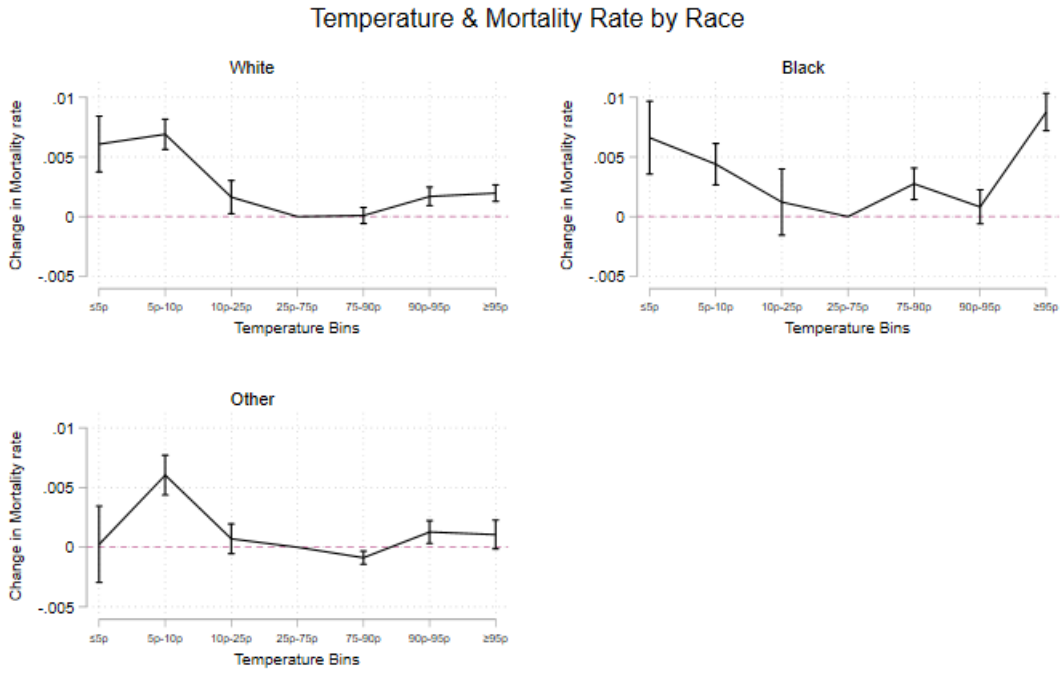 Temperature & Mortality Rate by Race
White
.01
.005
0
-.005
Change in Mortality rate
≤5p 5p-10p 10p-25p 25p-75p 75-90p 90p-95p ≥95p
Temperature Bins
Black
.01
.005
0
-.005
Change in Mortality rate
≤5p 5p-10p 10p-25p 25p-75p 75-90p 90p-95p ≥95p
Temperature Bins
Other
.01
.005
0
-.005
Change in Mortality rate
≤5p 5p-10p 10p-25p 25p-75p 75-90p 90p-95p ≥95p
Temperature Bins